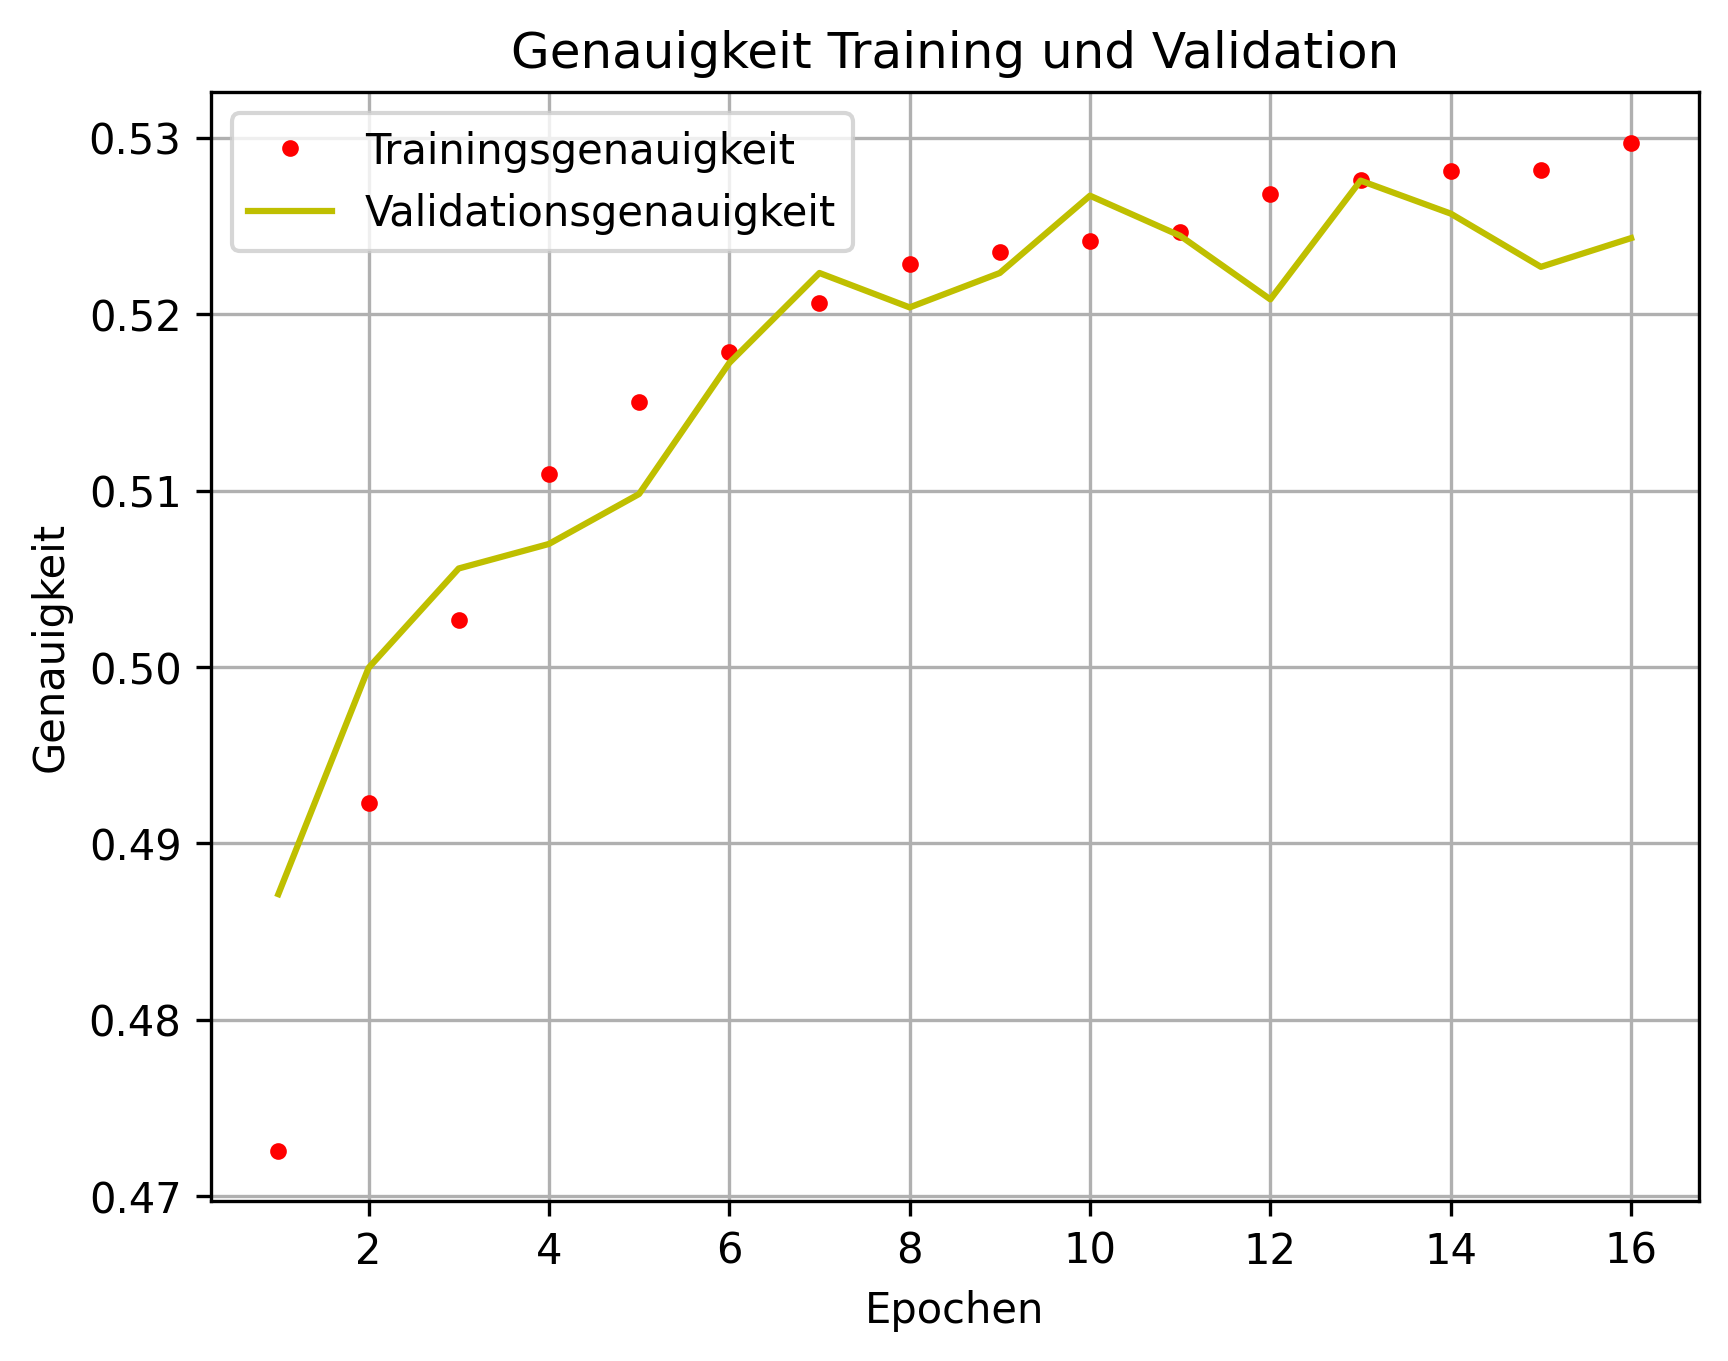 Genauigkeit Training und Validation
Trainingsgenauigkeit
Validationsgenauigkeit
Genauigkeit
0.53
0.52
0.51
0.50
0.49
0.48
0.47
2 4 6 8 10 12 14 16
Epochen